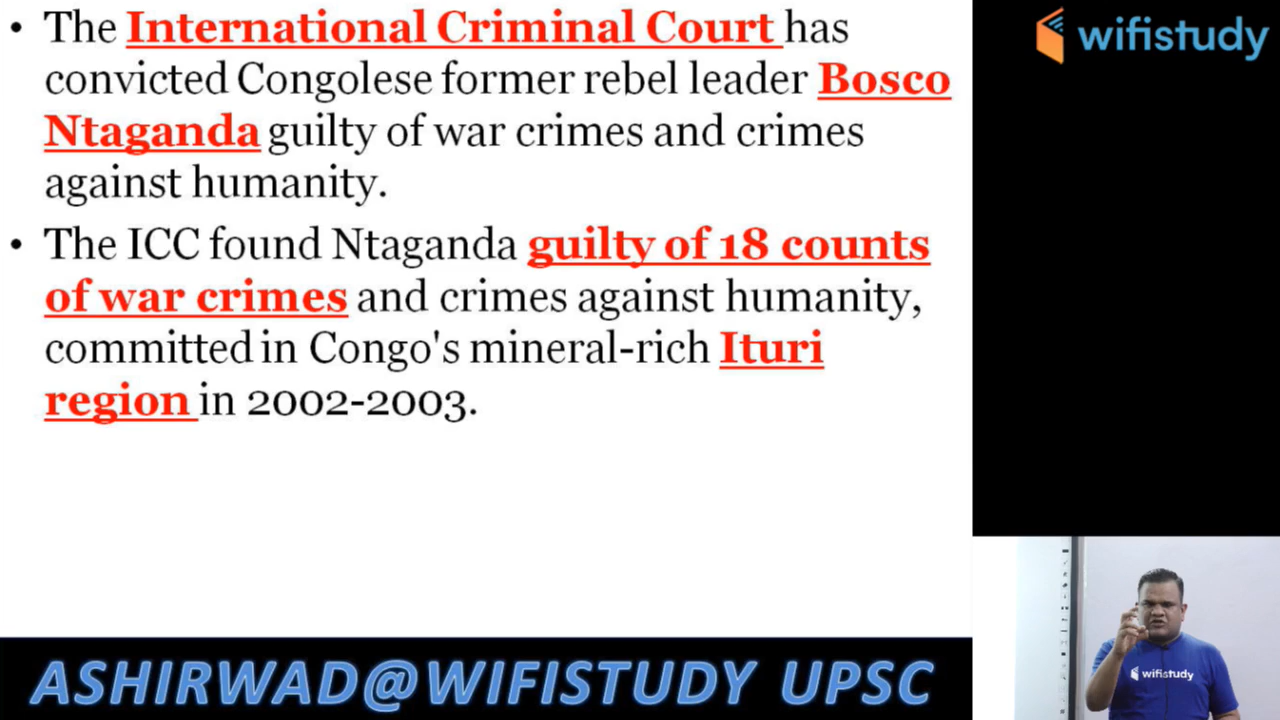 • The International Criminal Court has
convicted Congolese former rebel leader Bosco
Ntaganda guilty of war crimes and crimes
against humanity.
• The ICC found Ntaganda guilty of 18 counts
of war crimes and crimes against humanity,
committed in Congo's mineral-rich Ituri
region in 2002-2003.
wifistudy
wifistudy
ASHIRWAD@WIFISTUDY UPSC